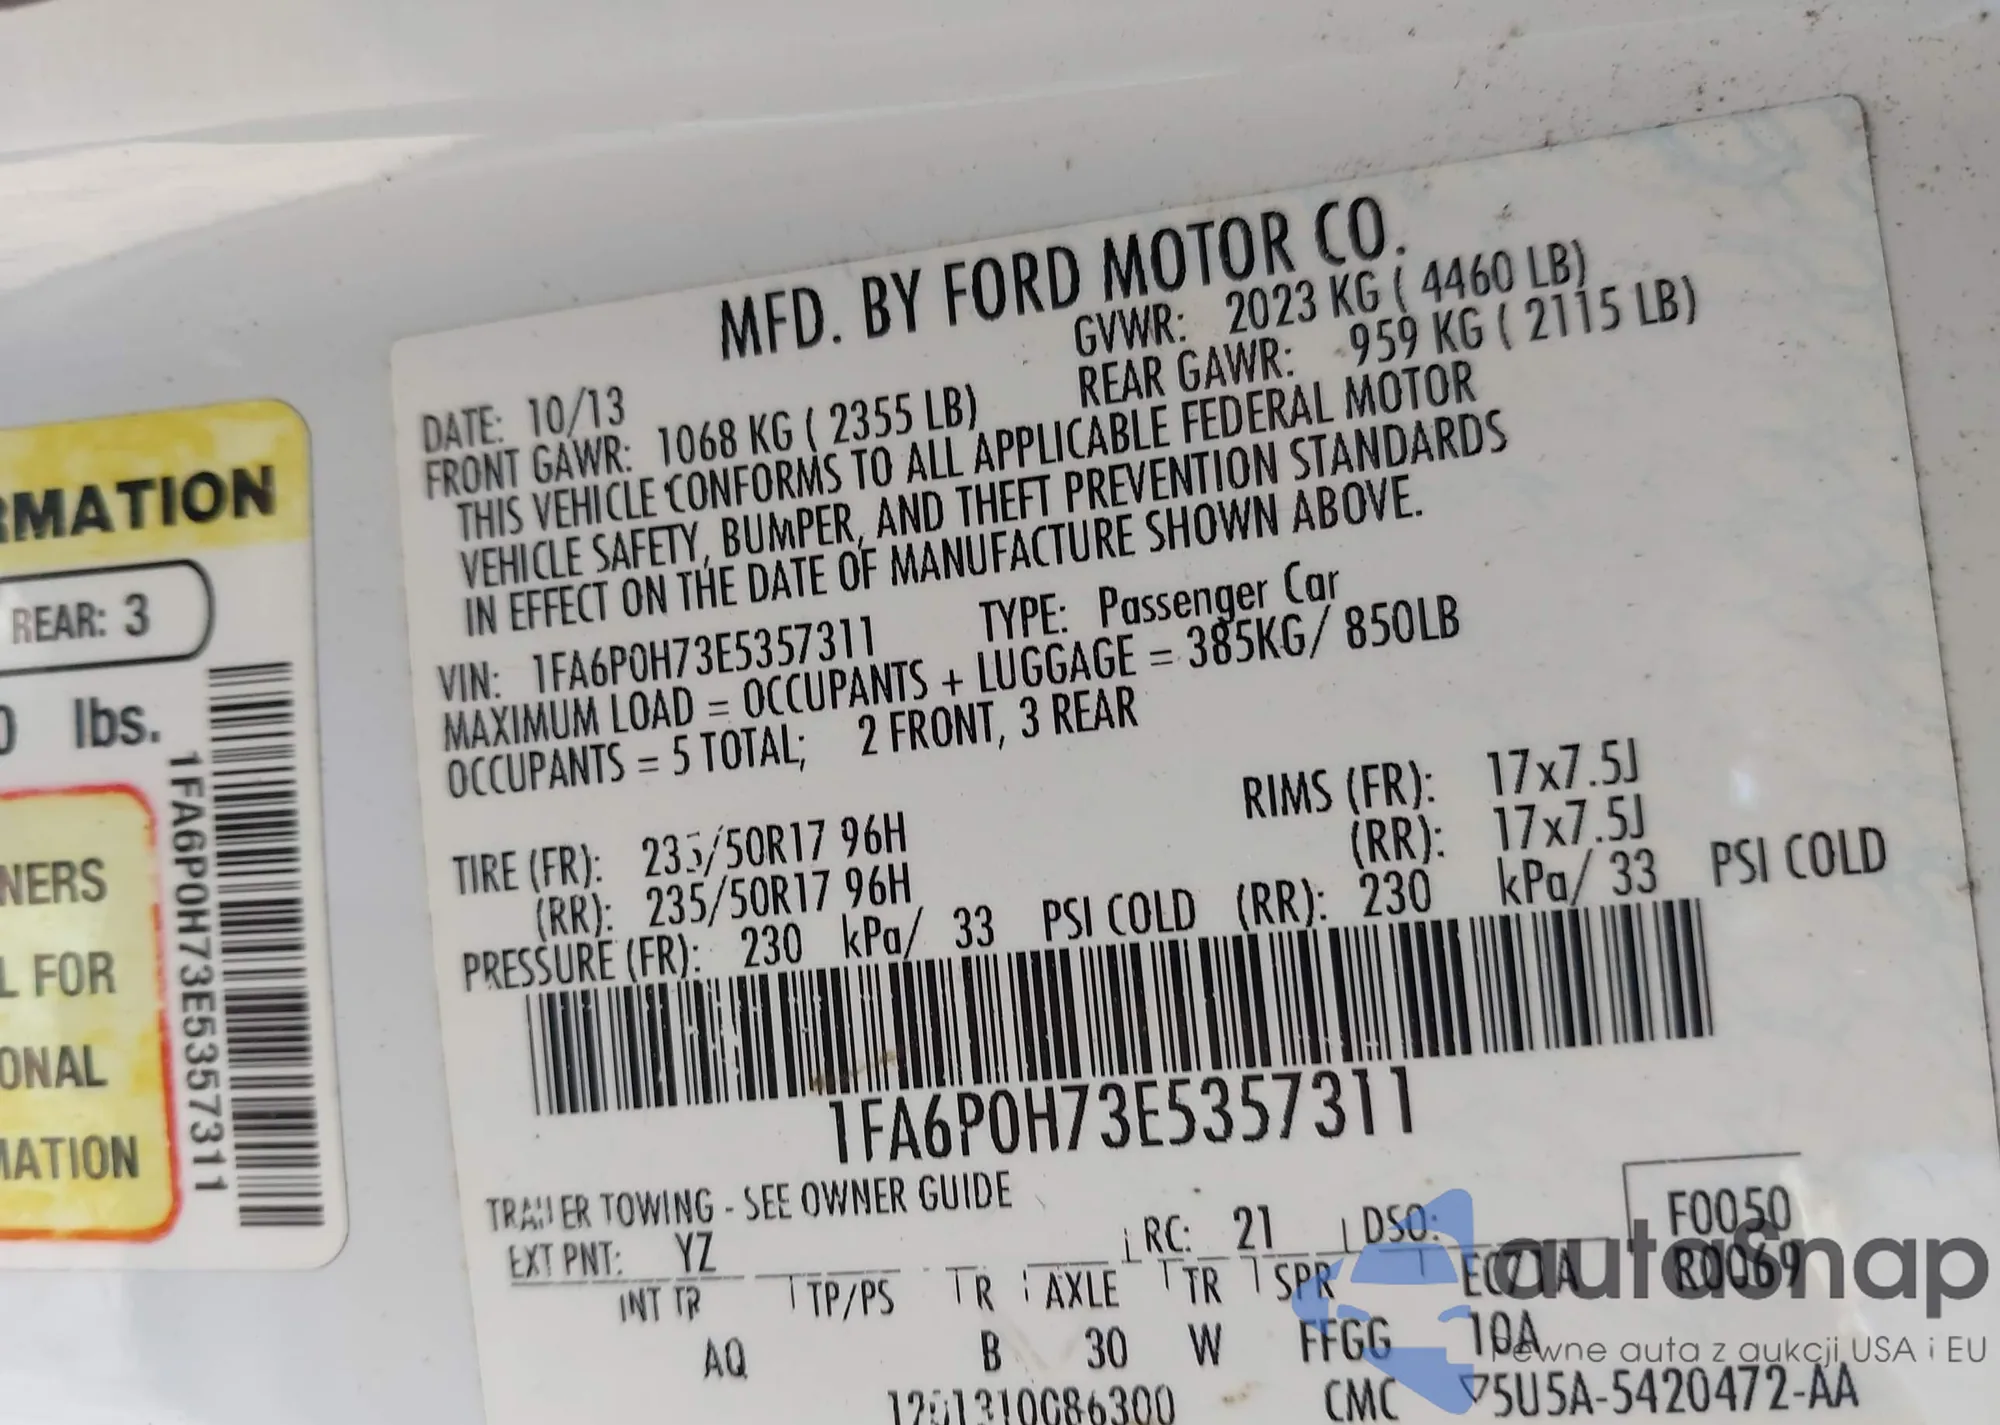 RMATION
REAR: 3
0 lbs.
NERS
L FOR
ONAL
MATION
1FA6P0H73E5357311
MFD. BY FORD MOTOR CO.
DATE: 10/13 GVWR: 2023 KG ( 4460 LB)
FRONT GAWR: 1068 KG ( 2355 LB) REAR GAWR: 959 KG ( 2115 LB)
THIS VEHICLE CONFORMS TO ALL APPLICABLE FEDERAL MOTOR
VEHICLE SAFETY, BUMPER, AND THEFT PREVENTION STANDARDS
IN EFFECT ON THE DATE OF MANUFACTURE SHOWN ABOVE.
VIN: 1FA6P0H73E5357311 TYPE: Passenger Car
MAXIMUM LOAD = OCCUPANTS + LUGGAGE = 385KG/ 850LB
OCCUPANTS = 5 TOTAL; 2 FRONT, 3 REAR
TIRE (FR): 235/50R17 96H RIMS (FR): 17x7.5J
(RR): 235/50R17 96H (RR): 17x7.5J
PRESSURE (FR): 230 kPa/ 33 PSI COLD (RR): 230 kPa/ 33 PSI COLD
1FA6P0H73E5357311
TRAILER TOWING - SEE OWNER GUIDE
EXT PNT: YZ RC: 21 DSO: F0050
INT TR TP/PS R AXLE TR SPR R0069
AQ B 30 W FFGG 10A
CMC 5U5A-5420472-AA
autasnap
Pewne auta z aukcji USA i EU